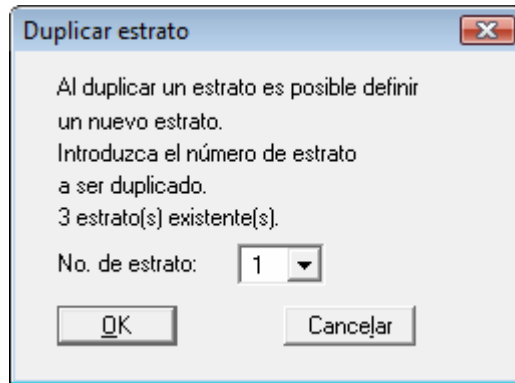 Duplicar estrato
Al duplicar un estrato es posible definir
un nuevo estrato.
Introduzca el número de estrato
a ser duplicado.
3 estrato(s) existente(s).
No. de estrato: 1
OK Cancelar